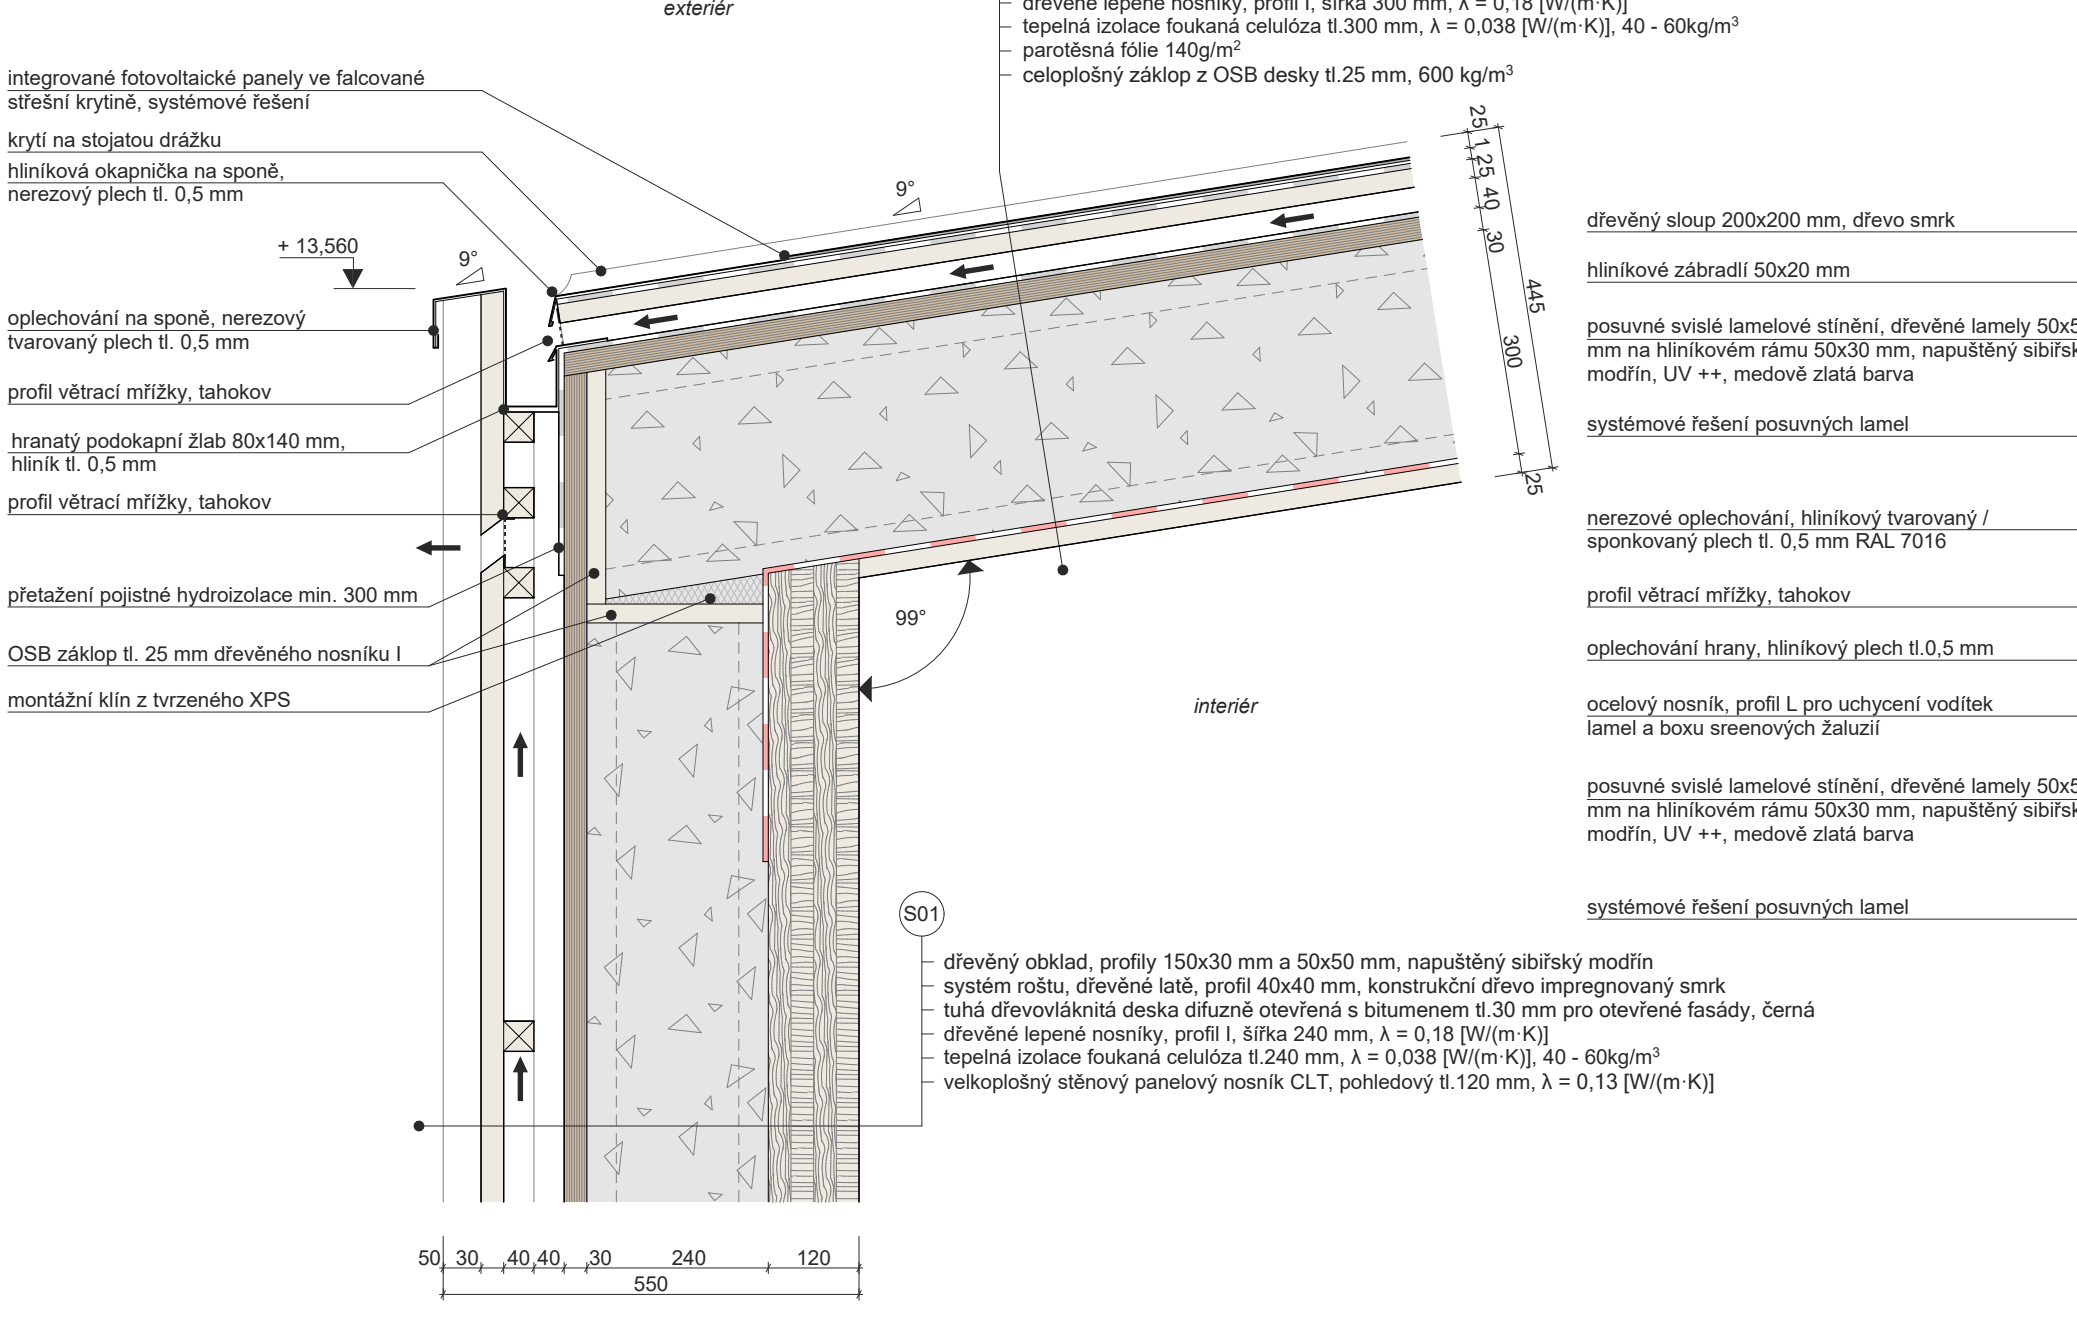 exteriér
dřevěné lepené nosníky, profil I, šířka 300 mm, λ = 0,18 [W/(m·K)]
tepelná izolace foukaná celulóza tl.300 mm, λ = 0,038 [W/(m·K)], 40 - 60kg/m³
parotěsná fólie 140g/m²
celoplošný záklop z OSB desky tl.25 mm, 600 kg/m³
integrované fotovoltaické panely ve falcované
střešní krytině, systémové řešení
krytí na stojatou drážku
hliníková okapnička na sponě,
nerezový plech tl. 0,5 mm
+ 13,560
9°
9°
oplechování na sponě, nerezový
tvarovaný plech tl. 0,5 mm
profil větrací mřížky, tahokov
hranatý podokapní žlab 80x140 mm,
hliník tl. 0,5 mm
profil větrací mřížky, tahokov
přetažení pojistné hydroizolace min. 300 mm
OSB záklop tl. 25 mm dřevěného nosníku I
montážní klín z tvrzeného XPS
25
1
25
40
30
300
25
445
99°
interiér
dřevěný sloup 200x200 mm, dřevo smrk
hliníkové zábradlí 50x20 mm
posuvné svislé lamelové stínění, dřevěné lamely 50x5
mm na hliníkovém rámu 50x30 mm, napuštěný sibiřsk
modřín, UV ++, medově zlatá barva
systémové řešení posuvných lamel
nerezové oplechování, hliníkový tvarovaný /
sponkovaný plech tl. 0,5 mm RAL 7016
profil větrací mřížky, tahokov
oplechování hrany, hliníkový plech tl.0,5 mm
ocelový nosník, profil L pro uchycení vodítek
lamel a boxu sreenových žaluzií
posuvné svislé lamelové stínění, dřevěné lamely 50x5
mm na hliníkovém rámu 50x30 mm, napuštěný sibiřsk
modřín, UV ++, medově zlatá barva
systémové řešení posuvných lamel
S01
dřevěný obklad, profily 150x30 mm a 50x50 mm, napuštěný sibiřský modřín
systém roštu, dřevěné latě, profil 40x40 mm, konstrukční dřevo impregnovaný smrk
tuhá dřevovláknitá deska difuzně otevřená s bitumenem tl.30 mm pro otevřené fasády, černá
dřevěné lepené nosníky, profil I, šířka 240 mm, λ = 0,18 [W/(m·K)]
tepelná izolace foukaná celulóza tl.240 mm, λ = 0,038 [W/(m·K)], 40 - 60kg/m³
velkoplošný stěnový panelový nosník CLT, pohledový tl.120 mm, λ = 0,13 [W/(m·K)]
50 30 40 40 30 240 120
550